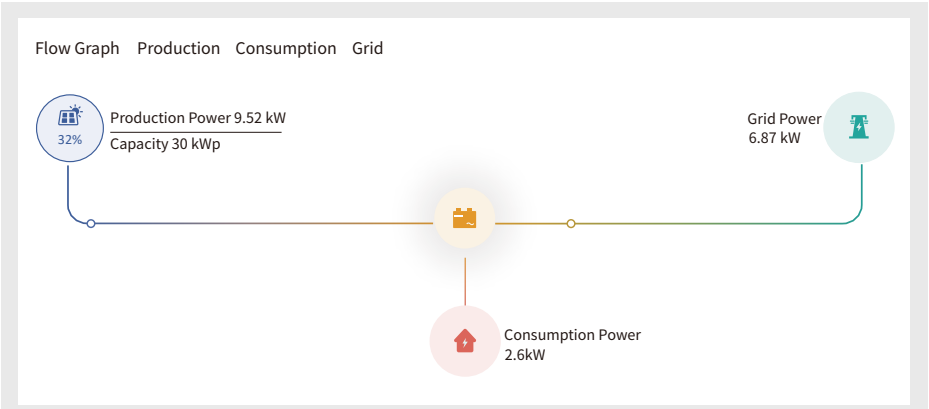 Flow Graph Production Consumption Grid
32%
Production Power 9.52 kW
Capacity 30 kWp
Grid Power
6.87 kW
Consumption Power
2.6kW